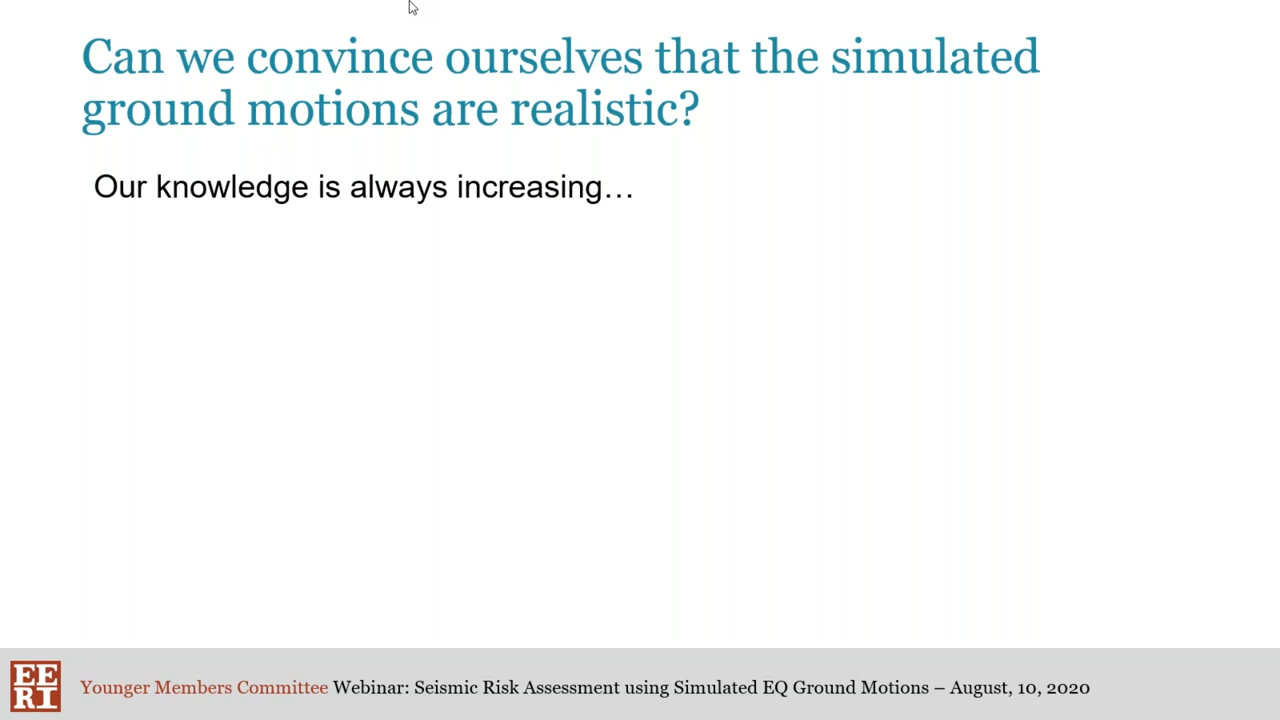 Can we convince ourselves that the simulated
ground motions are realistic?
Our knowledge is always increasing…
EE
RI
Younger Members Committee Webinar: Seismic Risk Assessment using Simulated EQ Ground Motions – August, 10, 2020